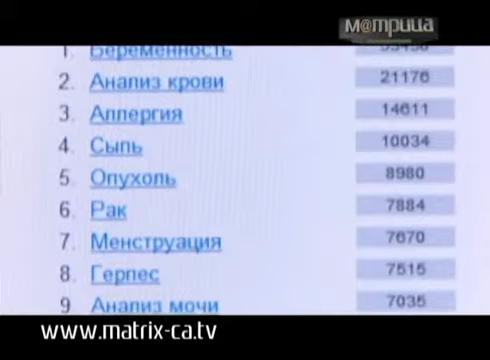 м@трица
1. Беременность
2. Анализ крови 21176
3. Аллергия 14611
4. Сыпь 10034
5. Опухоль 8980
6. Рак 7884
7. Менструация 7670
8. Герпес 7515
9 Анализ мочи 7035
www.matrix-ca.tv